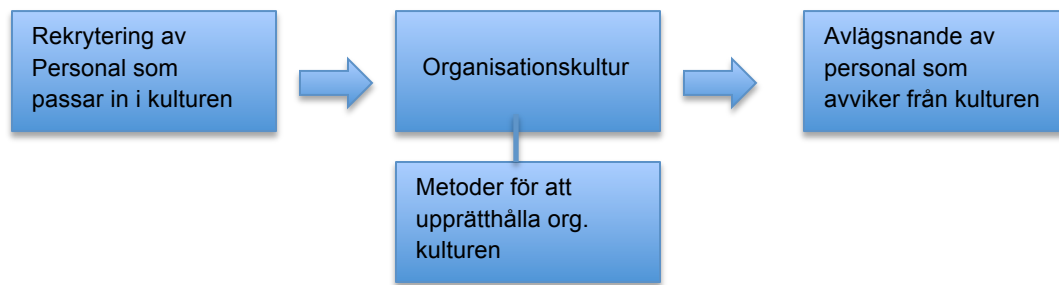 Rekrytering av
Personal som
passar in i kulturen
Organisationskultur
Avlägsnande av
personal som
avviker från kulturen
Metoder för att
upprätthålla org.
kulturen